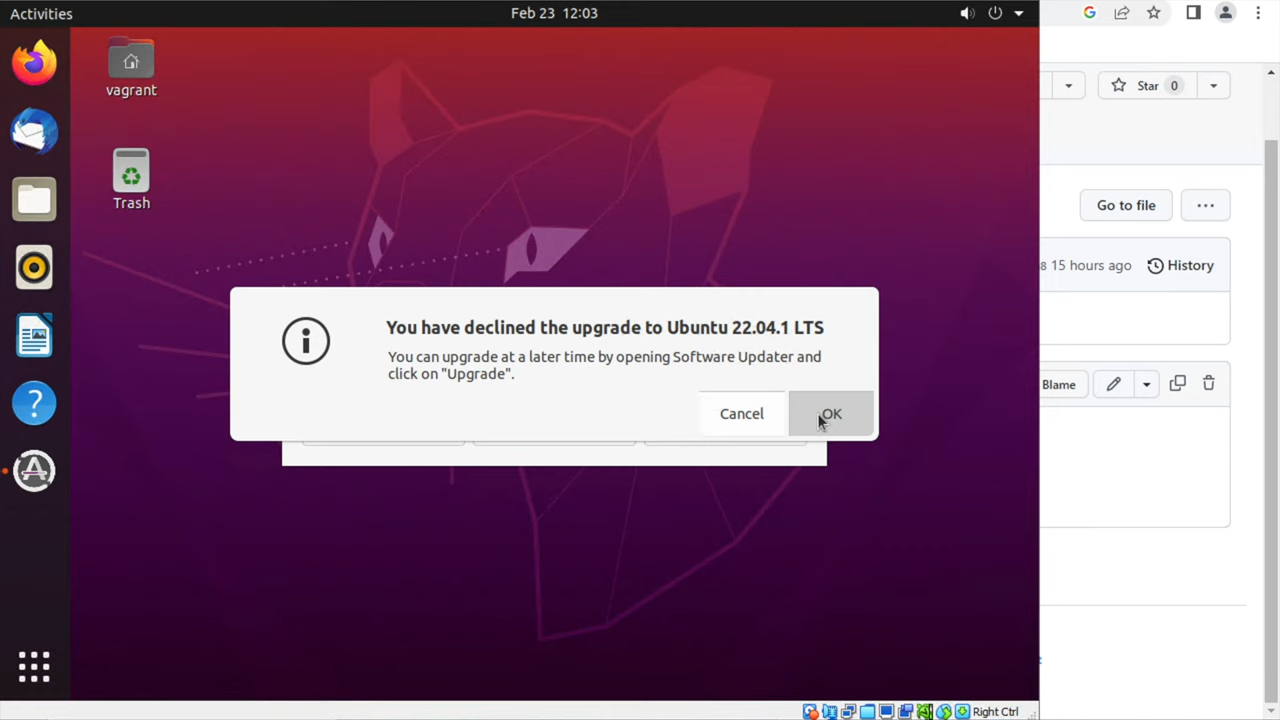 Activities
Feb 23 12:03
vagrant
Trash
You have declined the upgrade to Ubuntu 22.04.1 LTS
You can upgrade at a later time by opening Software Updater and
click on "Upgrade".
Cancel
OK
Star 0
Go to file
15 hours ago
History
Blame
Right Ctrl